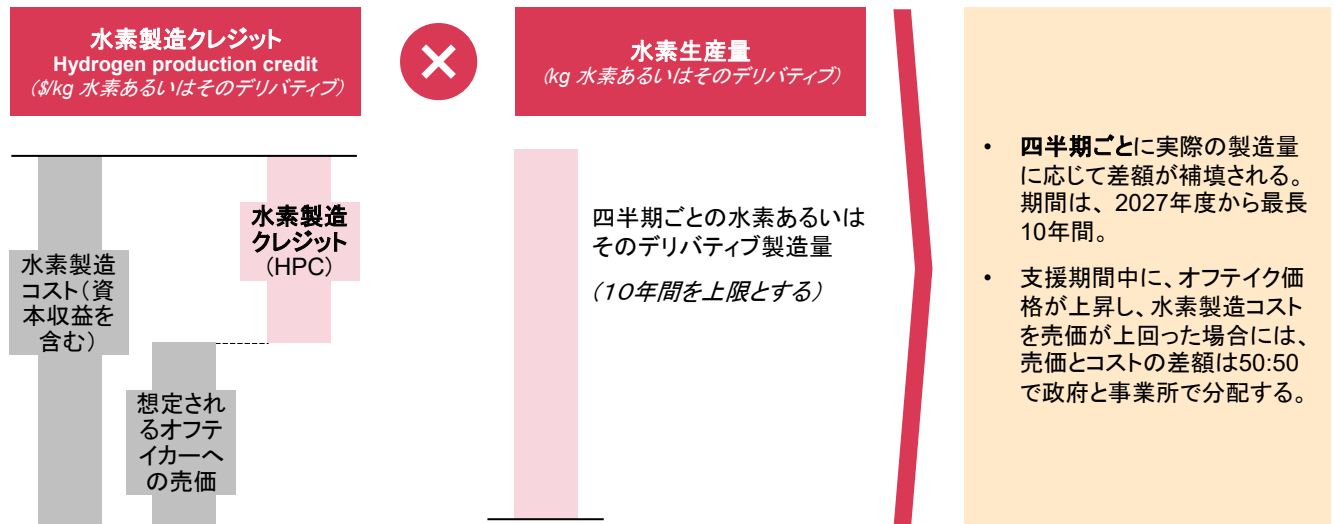 水素製造クレジット
Hydrogen production credit
($/kg 水素あるいはそのデリバティブ)
×
水素生産量
(kg 水素あるいはそのデリバティブ)
水素製造
コスト(資
本収益を
含む)
想定され
るオフテ
イカーへ
の売価
水素製造
クレジット
(HPC)
四半期ごとの水素あるいは
そのデリバティブ製造量
(10年間を上限とする)
• 四半期ごとに実際の製造量
に応じて差額が補填される。
期間は、2027年度から最長
10年間。
• 支援期間中に、オフテイク価
格が上昇し、水素製造コスト
を売価が上回った場合には、
売価とコストの差額は50:50
で政府と事業所で分配する。